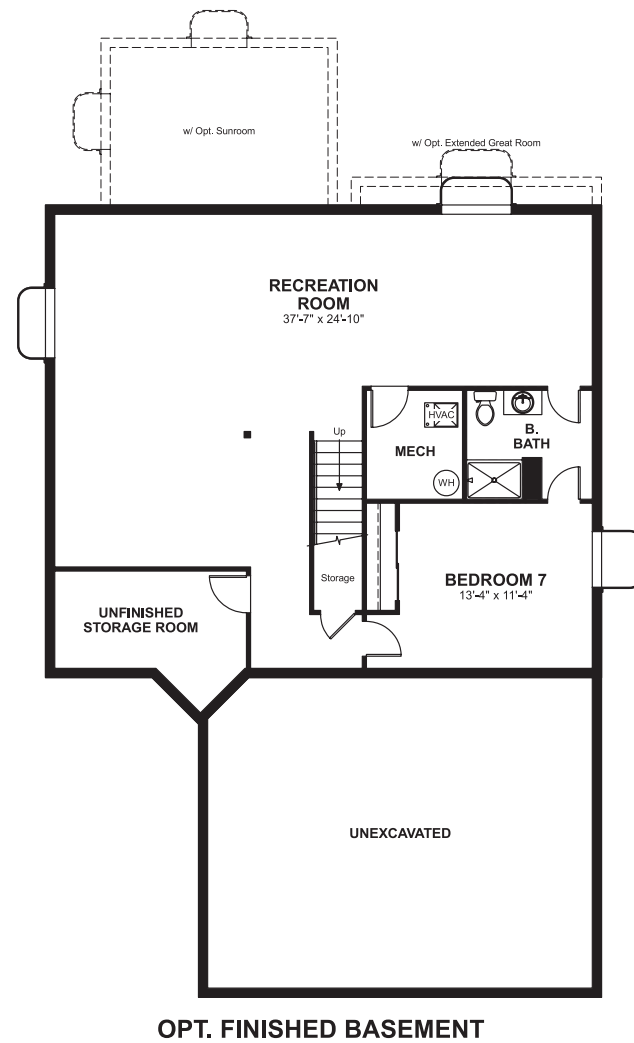 w/ Opt. Sunroom
w/ Opt. Extended Great Room
RECREATION
ROOM
37'-7" x 24'-10"
HVAC
B.
BATH
Up
MECH
WH
Storage
BEDROOM 7
13'-4" x 11'-4"
UNFINISHED
STORAGE ROOM
UNEXCAVATED
OPT. FINISHED BASEMENT